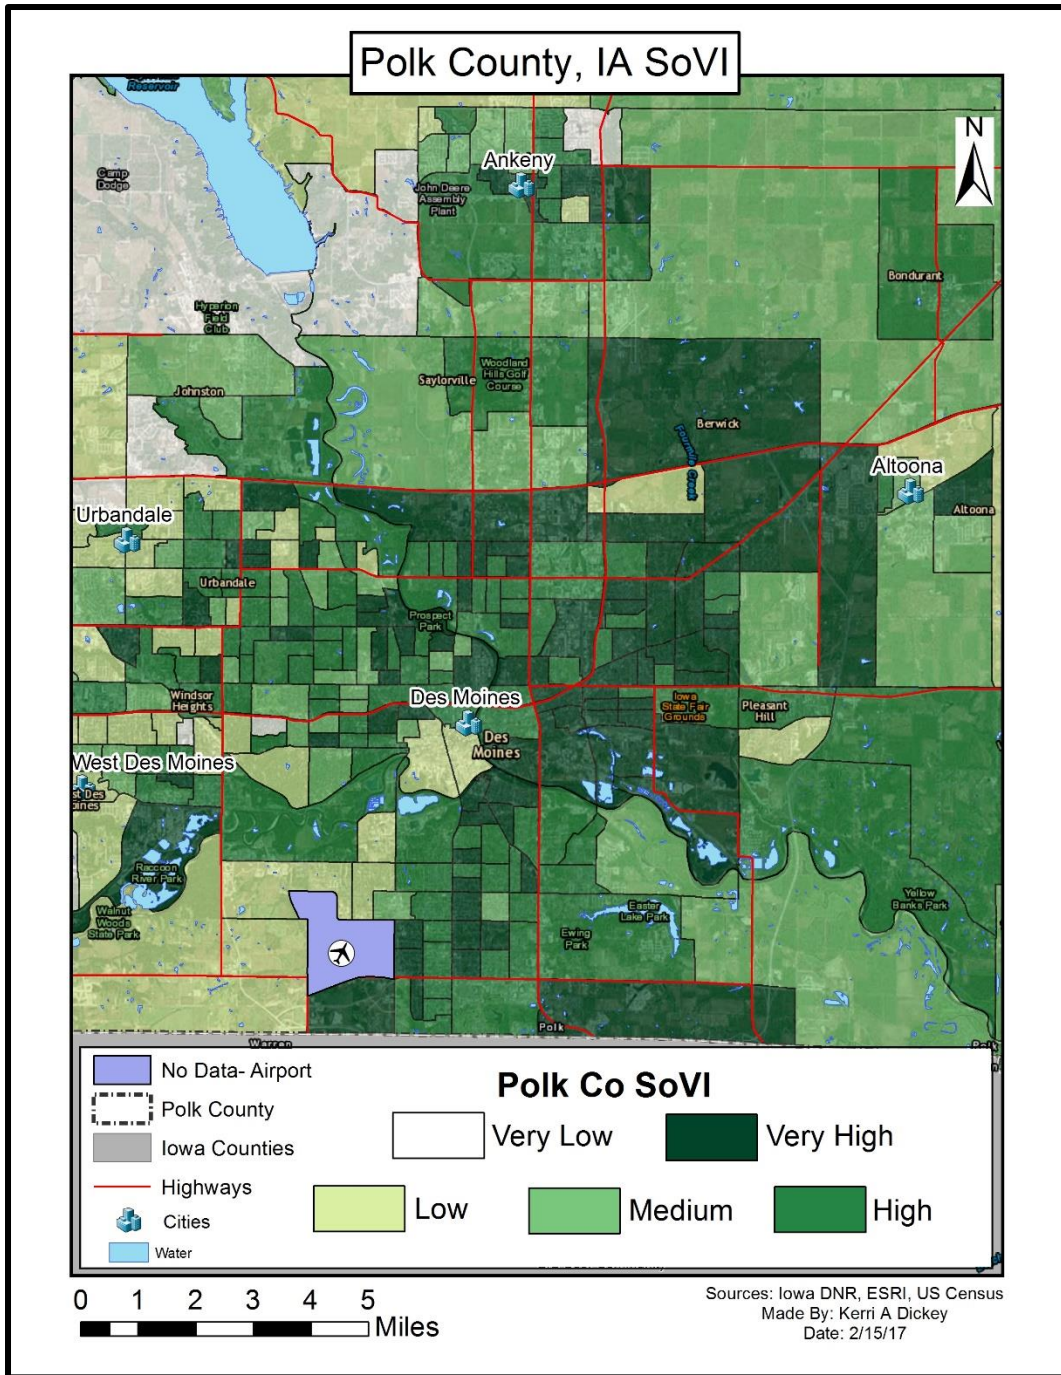 Polk County, IA SoVI
Reservoir
N
Camp
Dodge
Ankeny
John Deere
Assembly
Plant
Bondurant
Hyperion
Field
Club
Johnston
Saylorville
Woodland
Hills Golf
Course
Berwick
Fourmile Creek
Altoona
Altoona
Urbandale
Urbandale
Prospect
Park
Windsor
Heights
Des Moines
Des
Moines
Iowa
State Fair
Grounds
Pleasant
Hill
West Des Moines
st Des
oines
Raccoon
River Park
Walnut
Woods
State Park
Easter
Lake Park
Ewing
Park
Yellow
Banks Park
Polk
Warren
Polk
No Data- Airport
Polk County
Iowa Counties
Highways
Cities
Water
Polk Co SoVI
Very Low
Very High
Low
Medium
High
0 1 2 3 4 5
Miles
Sources: Iowa DNR, ESRI, US Census
Made By: Kerri A Dickey
Date: 2/15/17